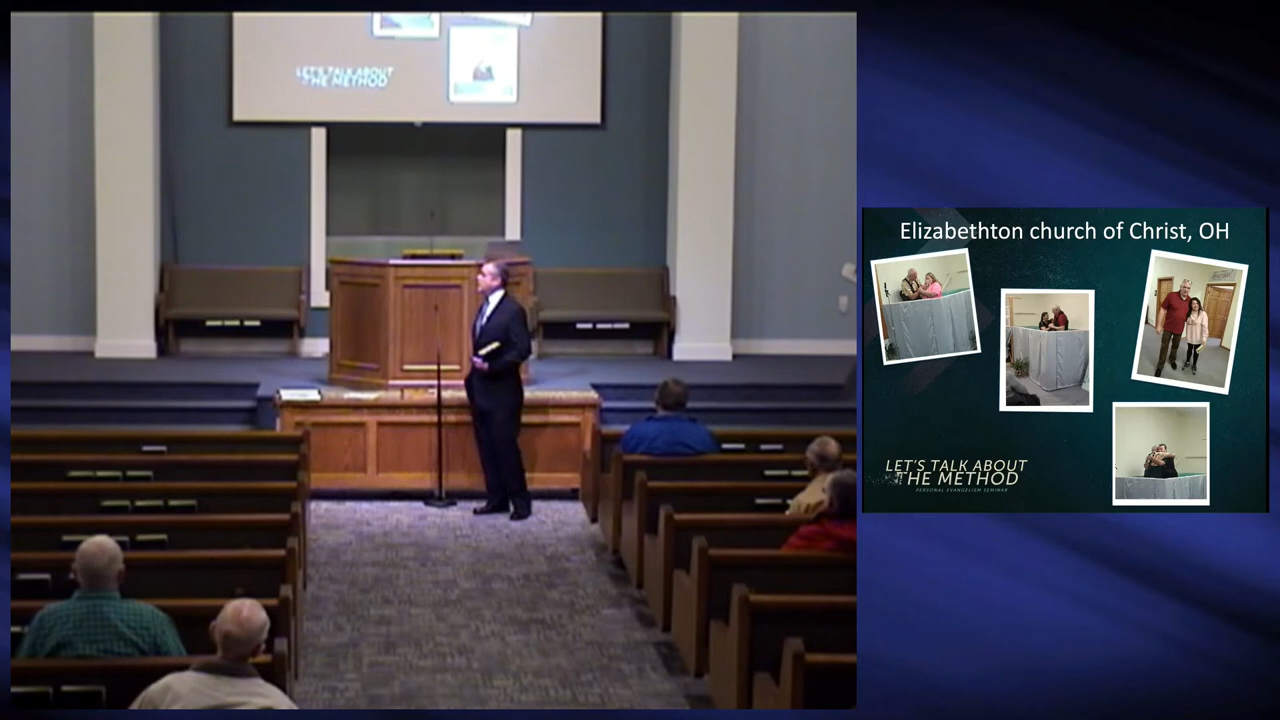 LET'S TALK ABOUT
THE METHOD
Elizabethton church of Christ, OH
LET'S TALK ABOUT
THE METHOD
PERSONAL EVANGELISM SEMINAR